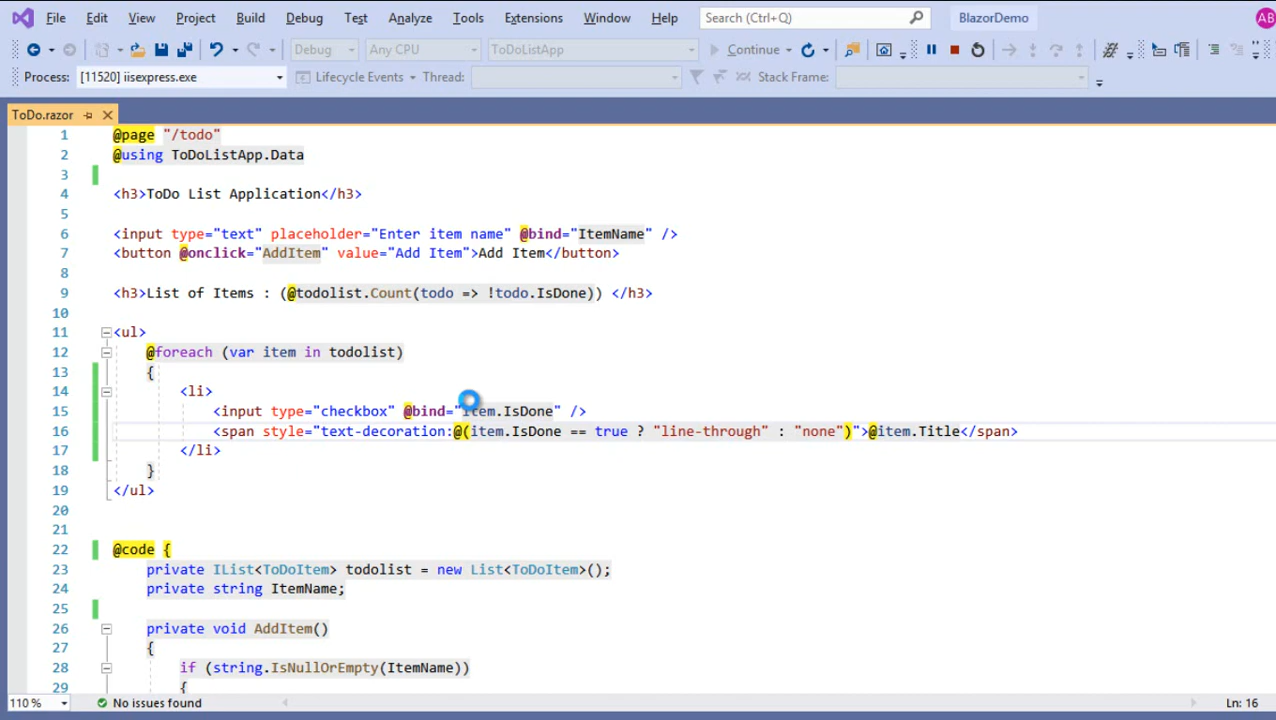 File Edit View Project Build Debug Test Analyze Tools Extensions Window Help Search (Ctrl+Q) BlazorDemo AB
Debug Any CPU ToDoListApp Continue
Process: [11520] iisexpress.exe Lifecycle Events Thread: Stack Frame:
ToDo.razor
1 @page "/todo"
2 @using ToDoListApp.Data
3
4 <h3>ToDo List Application</h3>
5
6 <input type="text" placeholder="Enter item name" @bind="ItemName" />
7 <button @onclick="AddItem" value="Add Item">Add Item</button>
8
9 <h3>List of Items : (@todolist.Count(todo => !todo.IsDone)) </h3>
10
11 <ul>
12 @foreach (var item in todolist)
13 {
14 <li>
15 <input type="checkbox" @bind="item.IsDone" />
16 <span style="text-decoration:@(item.IsDone == true ? "line-through" : "none")">@item.Title</span>
17 </li>
18 }
19 </ul>
20
21
22 @code {
23 private IList<ToDoItem> todolist = new List<ToDoItem>();
24 private string ItemName;
25
26 private void AddItem()
27 {
28 if (string.IsNullOrEmpty(ItemName))
29 {
110 % No issues found Ln: 16